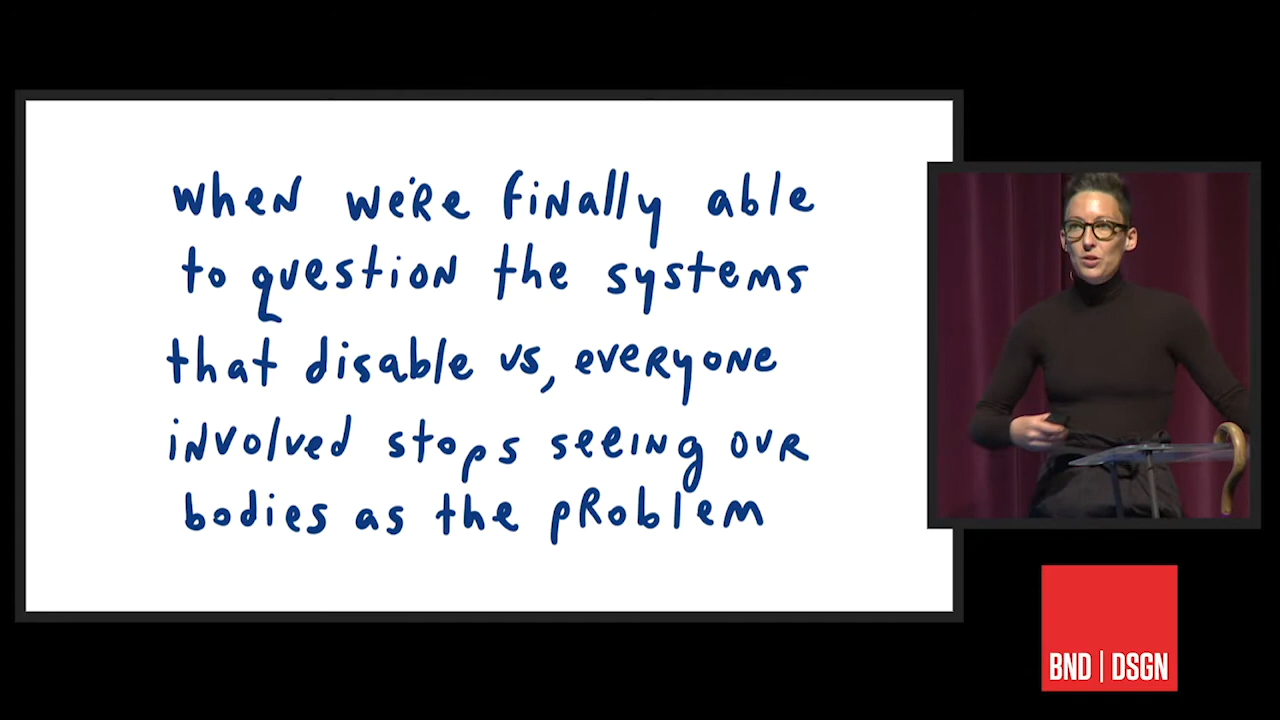 when we're finally able
to question the systems
that disable us, everyone
involved stops seeing our
bodies as the problem
BND | DSGN